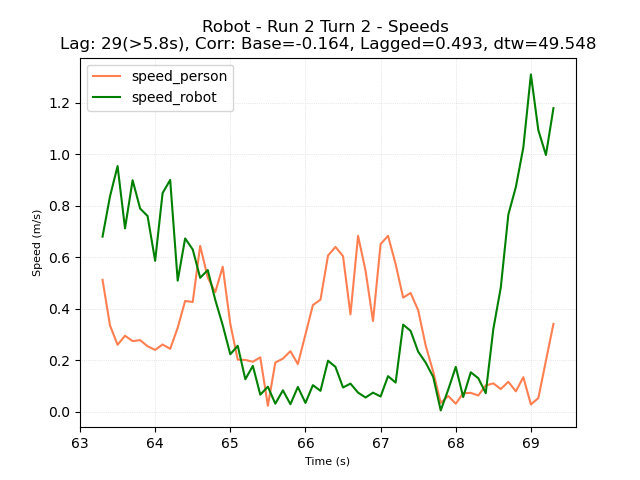 Robot - Run 2 Turn 2 - Speeds
Lag: 29(>5.8s), Corr: Base=-0.164, Lagged=0.493, dtw=49.548
speed_person
speed_robot
Speed (m/s)
1.2
1.0
0.8
0.6
0.4
0.2
0.0
63 64 65 66 67 68 69
Time (s)